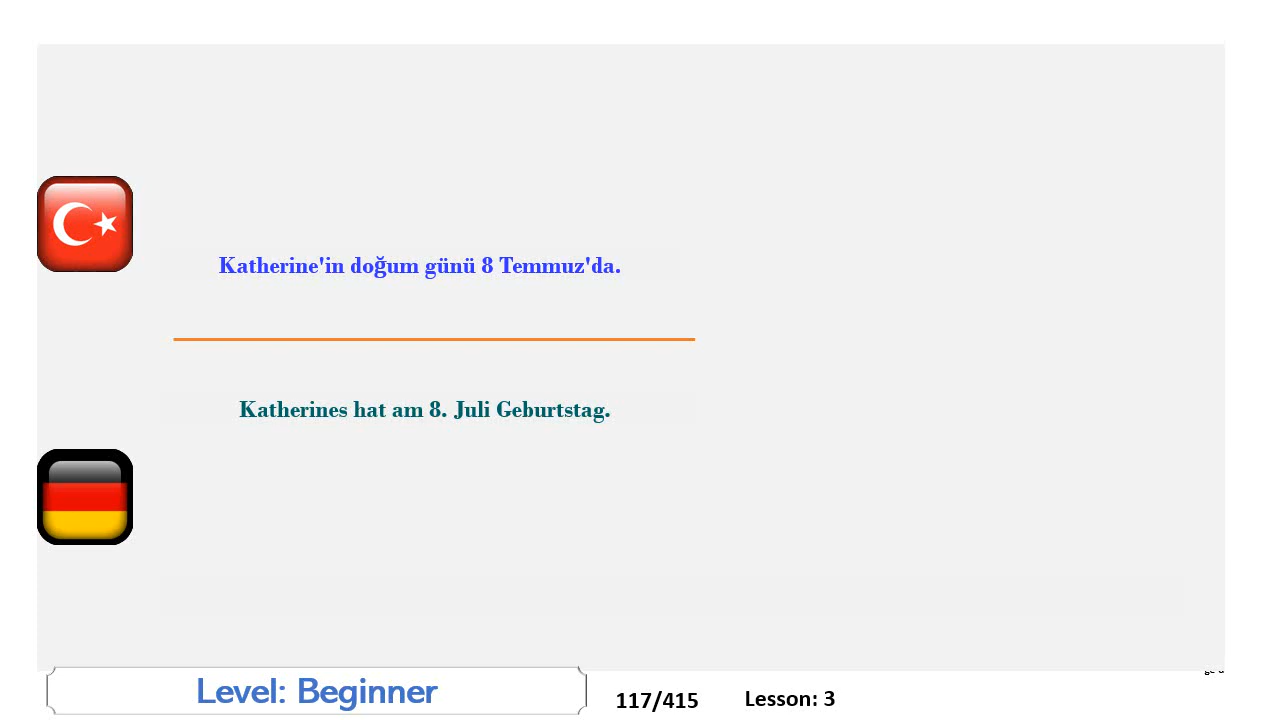 Katherine'in doğum günü 8 Temmuz'da.
Katherines hat am 8. Juli Geburtstag.
Level: Beginner
117/415
Lesson: 3